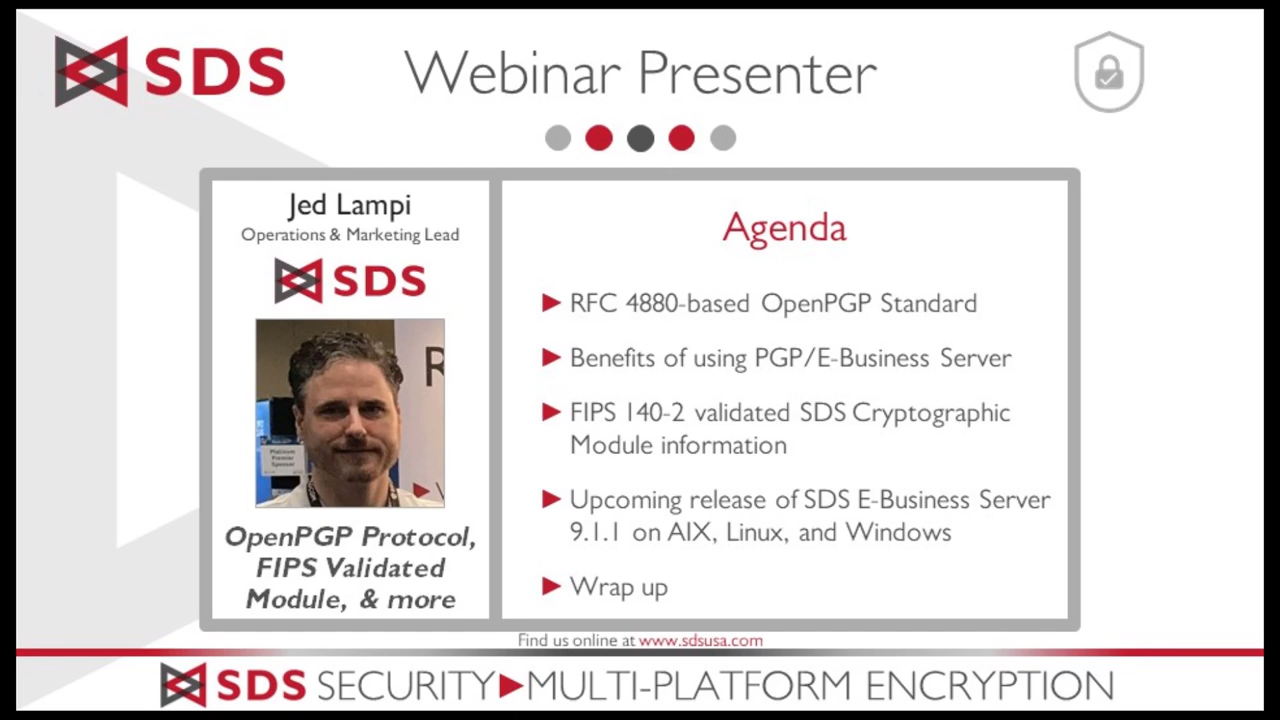 SDS
Webinar Presenter
Jed Lampi
Operations & Marketing Lead
SDS
Platinum
Premier
Sponsor
R
OpenPGP Protocol,
FIPS Validated
Module, & more
Agenda
RFC 4880-based OpenPGP Standard
Benefits of using PGP/E-Business Server
FIPS 140-2 validated SDS Cryptographic
Module information
Upcoming release of SDS E-Business Server
9.1.1 on AIX, Linux, and Windows
Wrap up
Find us online at www.sdsusa.com
SDS SECURITY▶MULTI-PLATFORM ENCRYPTION